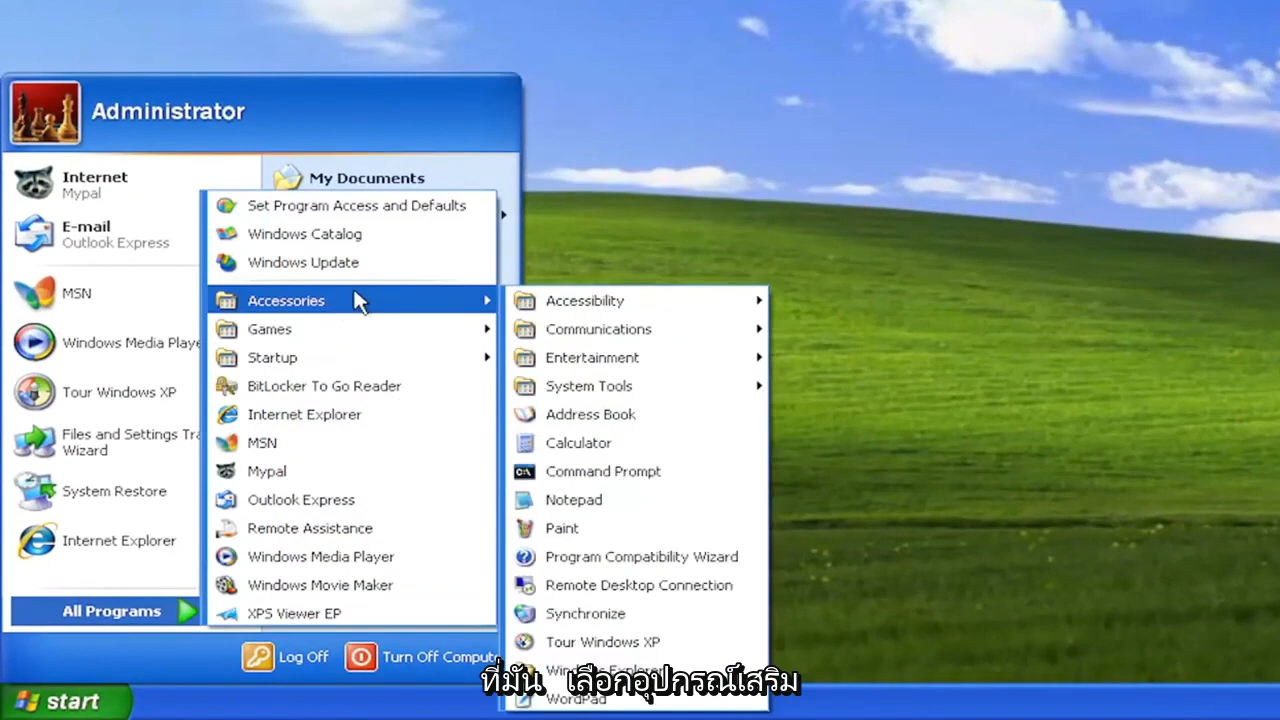 Administrator
Internet
Mypal
E-mail
Outlook Express
MSN
Windows Media Playe
Tour Windows XP
Files and Settings Tra
Wizard
System Restore
Internet Explorer
All Programs
My Documents
Set Program Access and Defaults
Windows Catalog
Windows Update
Accessories
Games
Startup
BitLocker To Go Reader
Internet Explorer
MSN
Mypal
Outlook Express
Remote Assistance
Windows Media Player
Windows Movie Maker
XPS Viewer EP
Accessibility
Communications
Entertainment
System Tools
Address Book
Calculator
Command Prompt
Notepad
Paint
Program Compatibility Wizard
Remote Desktop Connection
Synchronize
Tour Windows XP
Windows Explorer
WordPad
Log Off
Turn Off Compute
ที่มัน เลือกอุปกรณ์เสริม
start